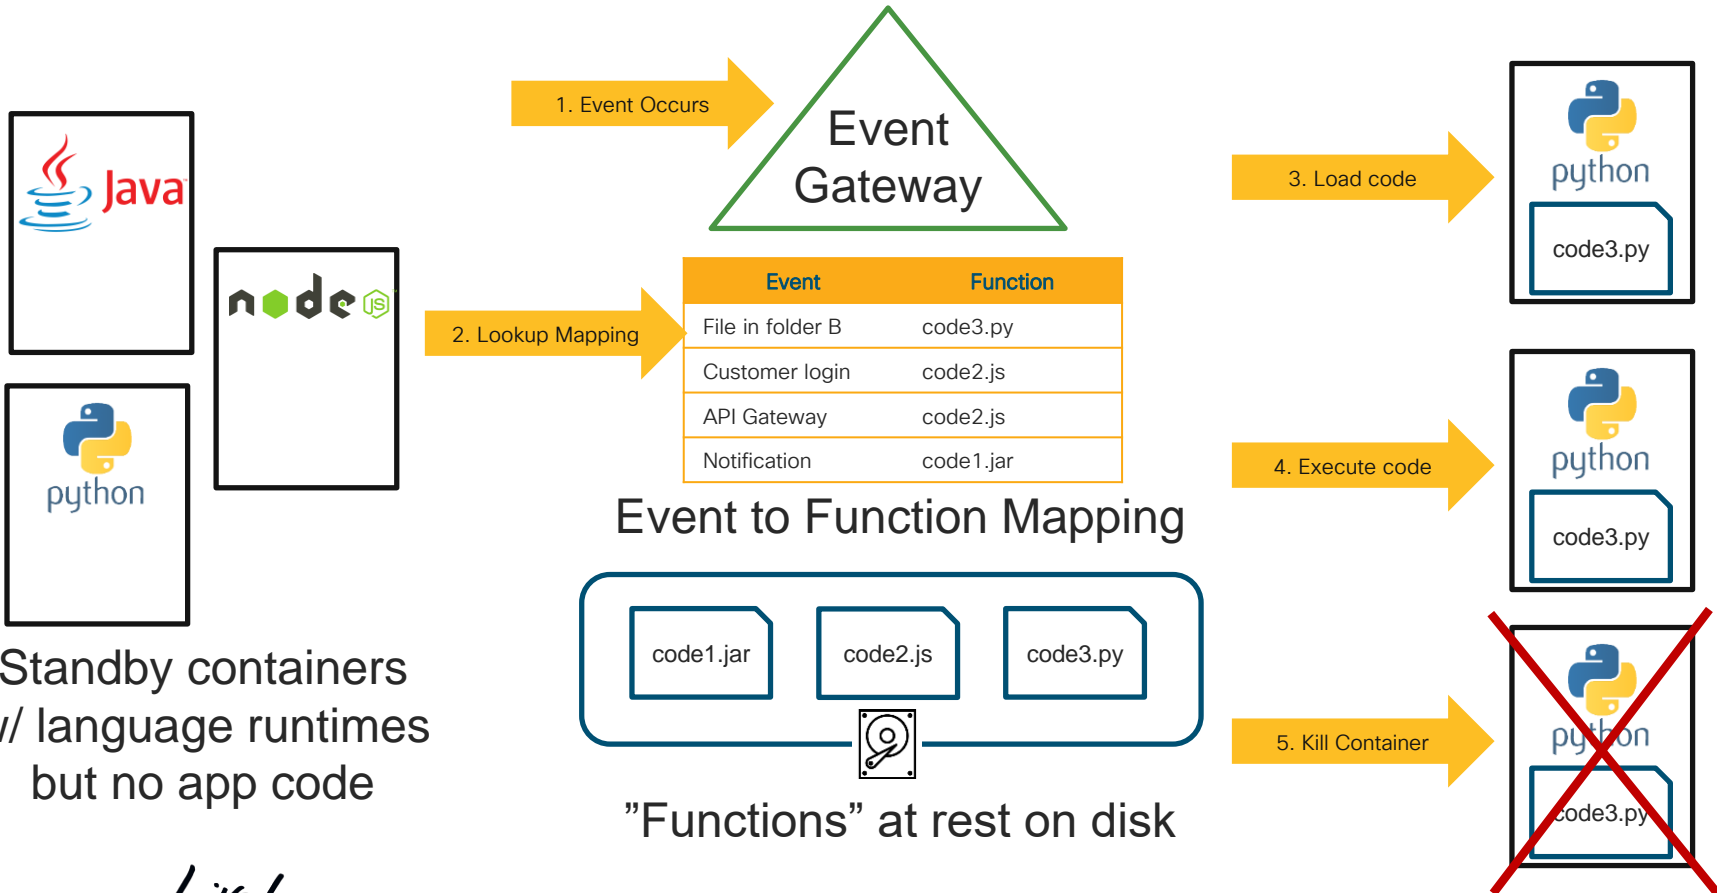 1. Event Occurs
Event
Gateway
3. Load code
python
code3.py
Java
node JS
2. Lookup Mapping
Event Function
File in folder B code3.py
Customer login code2.js
API Gateway code2.js
Notification code1.jar
Event to Function Mapping
4. Execute code
python
code3.py
python
Standby containers
w/ language runtimes
but no app code
code1.jar
code2.js
code3.py
”Functions” at rest on disk
5. Kill Container
python
code3.py